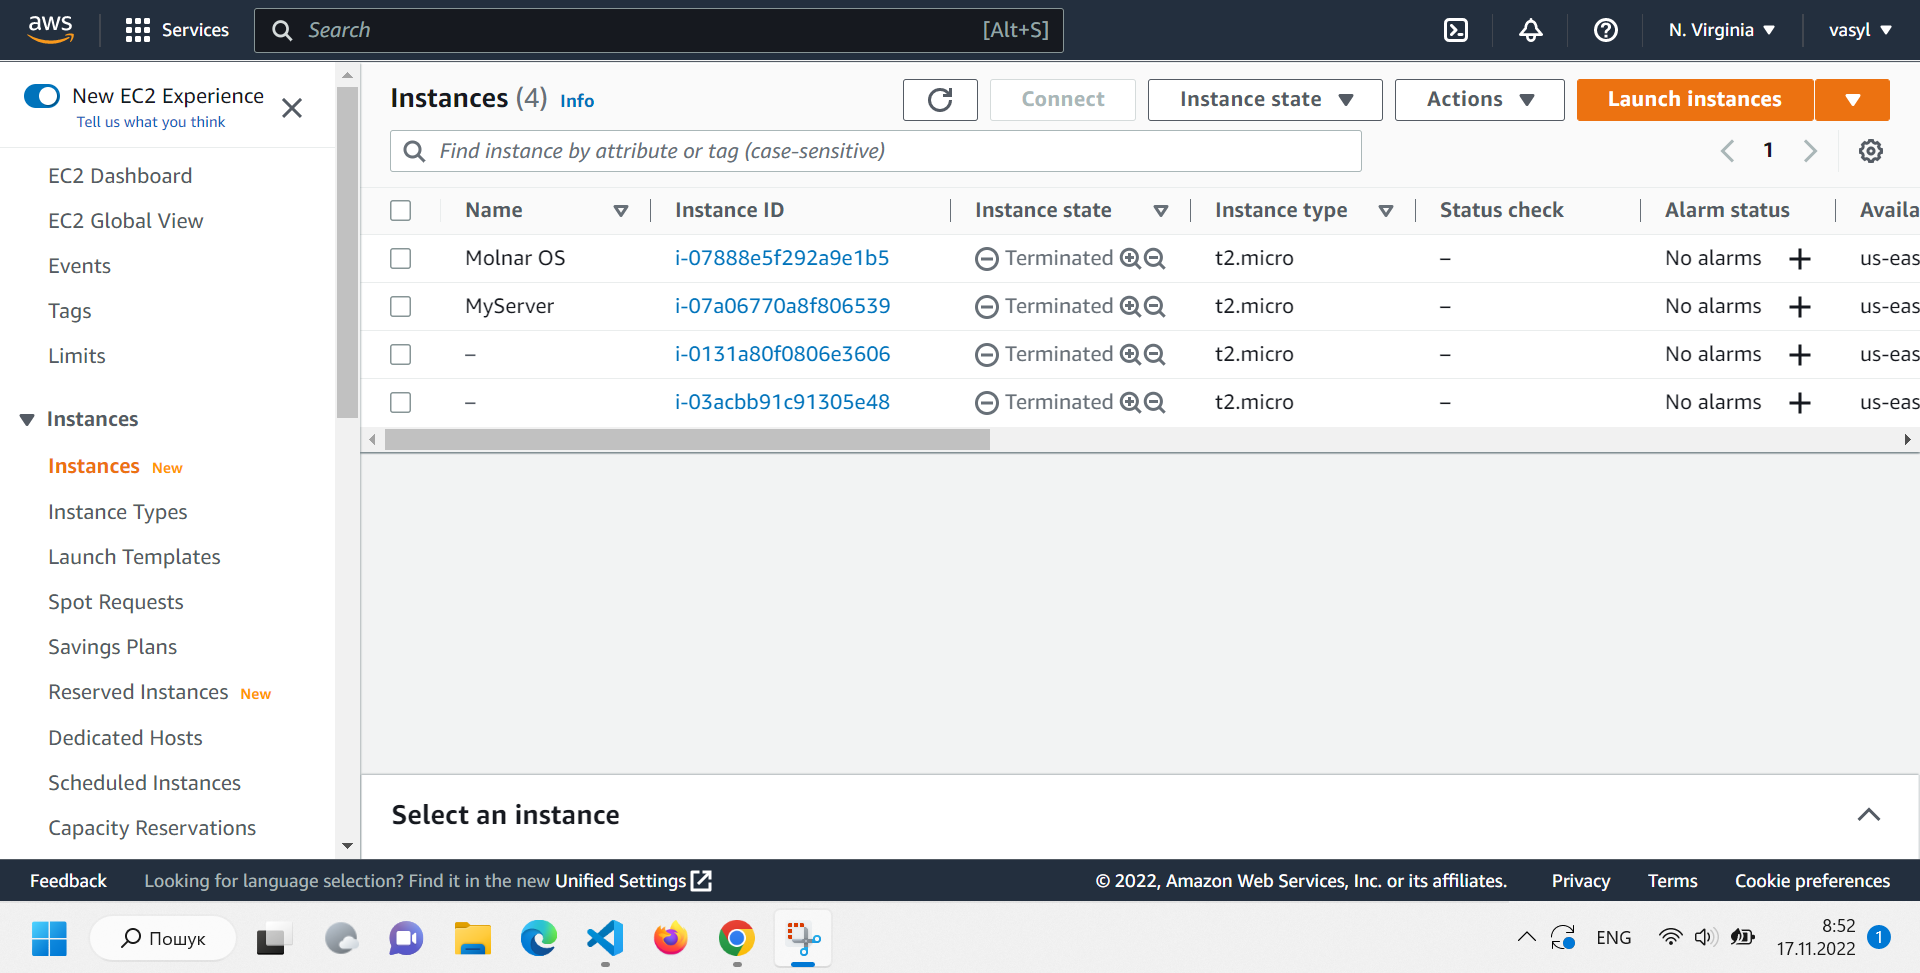 aws
Services
Search
[Alt+S]
N. Virginia
vasyl
New EC2 Experience
Tell us what you think
EC2 Dashboard
EC2 Global View
Events
Tags
Limits
Instances
Instances New
Instance Types
Launch Templates
Spot Requests
Savings Plans
Reserved Instances New
Dedicated Hosts
Scheduled Instances
Capacity Reservations
Instances (4) Info
Connect
Instance state
Actions
Launch instances
Find instance by attribute or tag (case-sensitive)
1
Name Instance ID Instance state Instance type Status check Alarm status Availa
Molnar OS i-07888e5f292a9e1b5 Terminated t2.micro – No alarms us-eas
MyServer i-07a06770a8f806539 Terminated t2.micro – No alarms us-eas
– i-0131a80f0806e3606 Terminated t2.micro – No alarms us-eas
– i-03acbb91c91305e48 Terminated t2.micro – No alarms us-eas
Select an instance
Feedback Looking for language selection? Find it in the new Unified Settings © 2022, Amazon Web Services, Inc. or its affiliates. Privacy Terms Cookie preferences
Пошук
ENG
8:52
17.11.2022
1